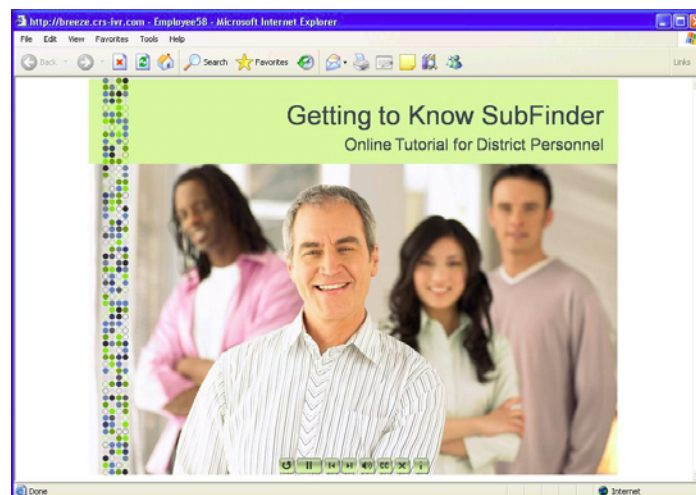 http://breeze.crs-ivr.com - Employee58 - Microsoft Internet Explorer
File Edit View Favorites Tools Help
Back Search Favorites Links
Getting to Know SubFinder
Online Tutorial for District Personnel
CC
Done Internet